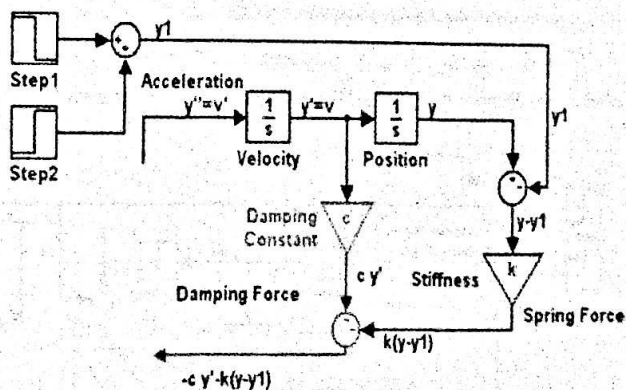 y1
Step1
Acceleration
y''=v'
1
s
y'=v
1
s
y
y1
Step2
Velocity
Position
y-y1
Damping
Constant
c
k
Stiffness
c y'
Damping Force
Spring Force
k(y-y1)
-c y'-k(y-y1)